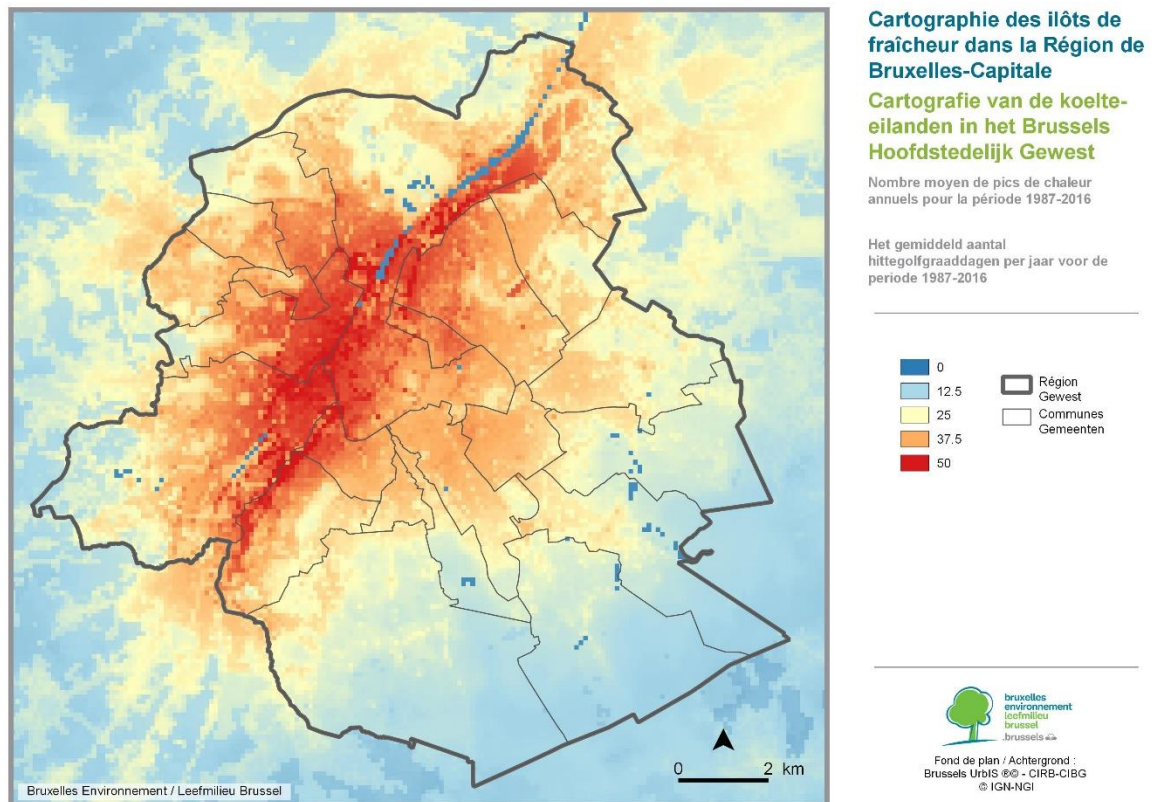 Cartographie des ilôts de
fraîcheur dans la Région de
Bruxelles-Capitale
Cartografie van de koelte-
eilanden in het Brussels
Hoofdstedelijk Gewest
Nombre moyen de pics de chaleur
annuels pour la période 1987-2016
Het gemiddeld aantal
hittegolfgraaddagen per jaar voor de
periode 1987-2016
0
12.5
25
37.5
50
Région
Gewest
Communes
Gemeenten
0 2 km
Bruxelles Environnement / Leefmilieu Brussel
bruxelles
environnement
leefmilieu
brussel
.brussels
Fond de plan / Achtergrond :
Brussels UrbIS ®© - CIRB-CIBG
© IGN-NGI